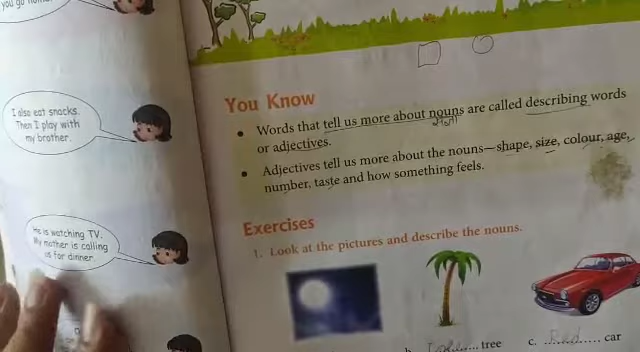 I also eat snacks.
Then I play with
my brother.
He is watching TV.
My mother is calling
us for dinner.
You Know
• Words that tell us more about nouns are called describing words
or adjectives.
• Adjectives tell us more about the nouns—shape, size, colour, age,
number, taste and how something feels.
Exercises
1. Look at the pictures and describe the nouns.
tree
c. Red car